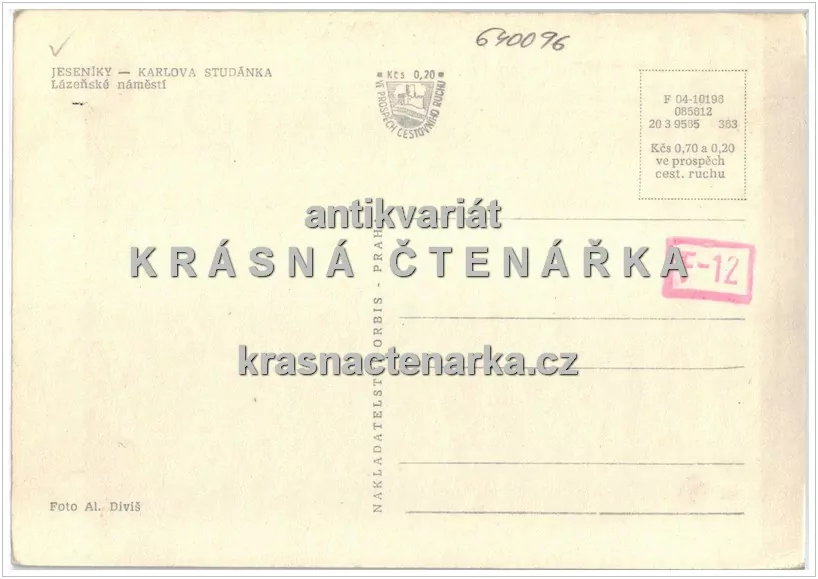 640096
JESENÍKY — KARLOVA STUDÁNKA
Lázeňské náměstí
Kčs 0,20
VE PROSPĚCH CESTOVNÍHO RUCHU
F 04-10196
085612
20 3 9565 363
Kčs 0,70 a 0,20
ve prospěch
cest. ruchu
antikvariát
KRÁSNÁ ČTENÁŘKA
F-12
krasnactenarka.cz
NAKLADATELSTVÍ ORBIS - PRAHA
Foto Al. Diviš